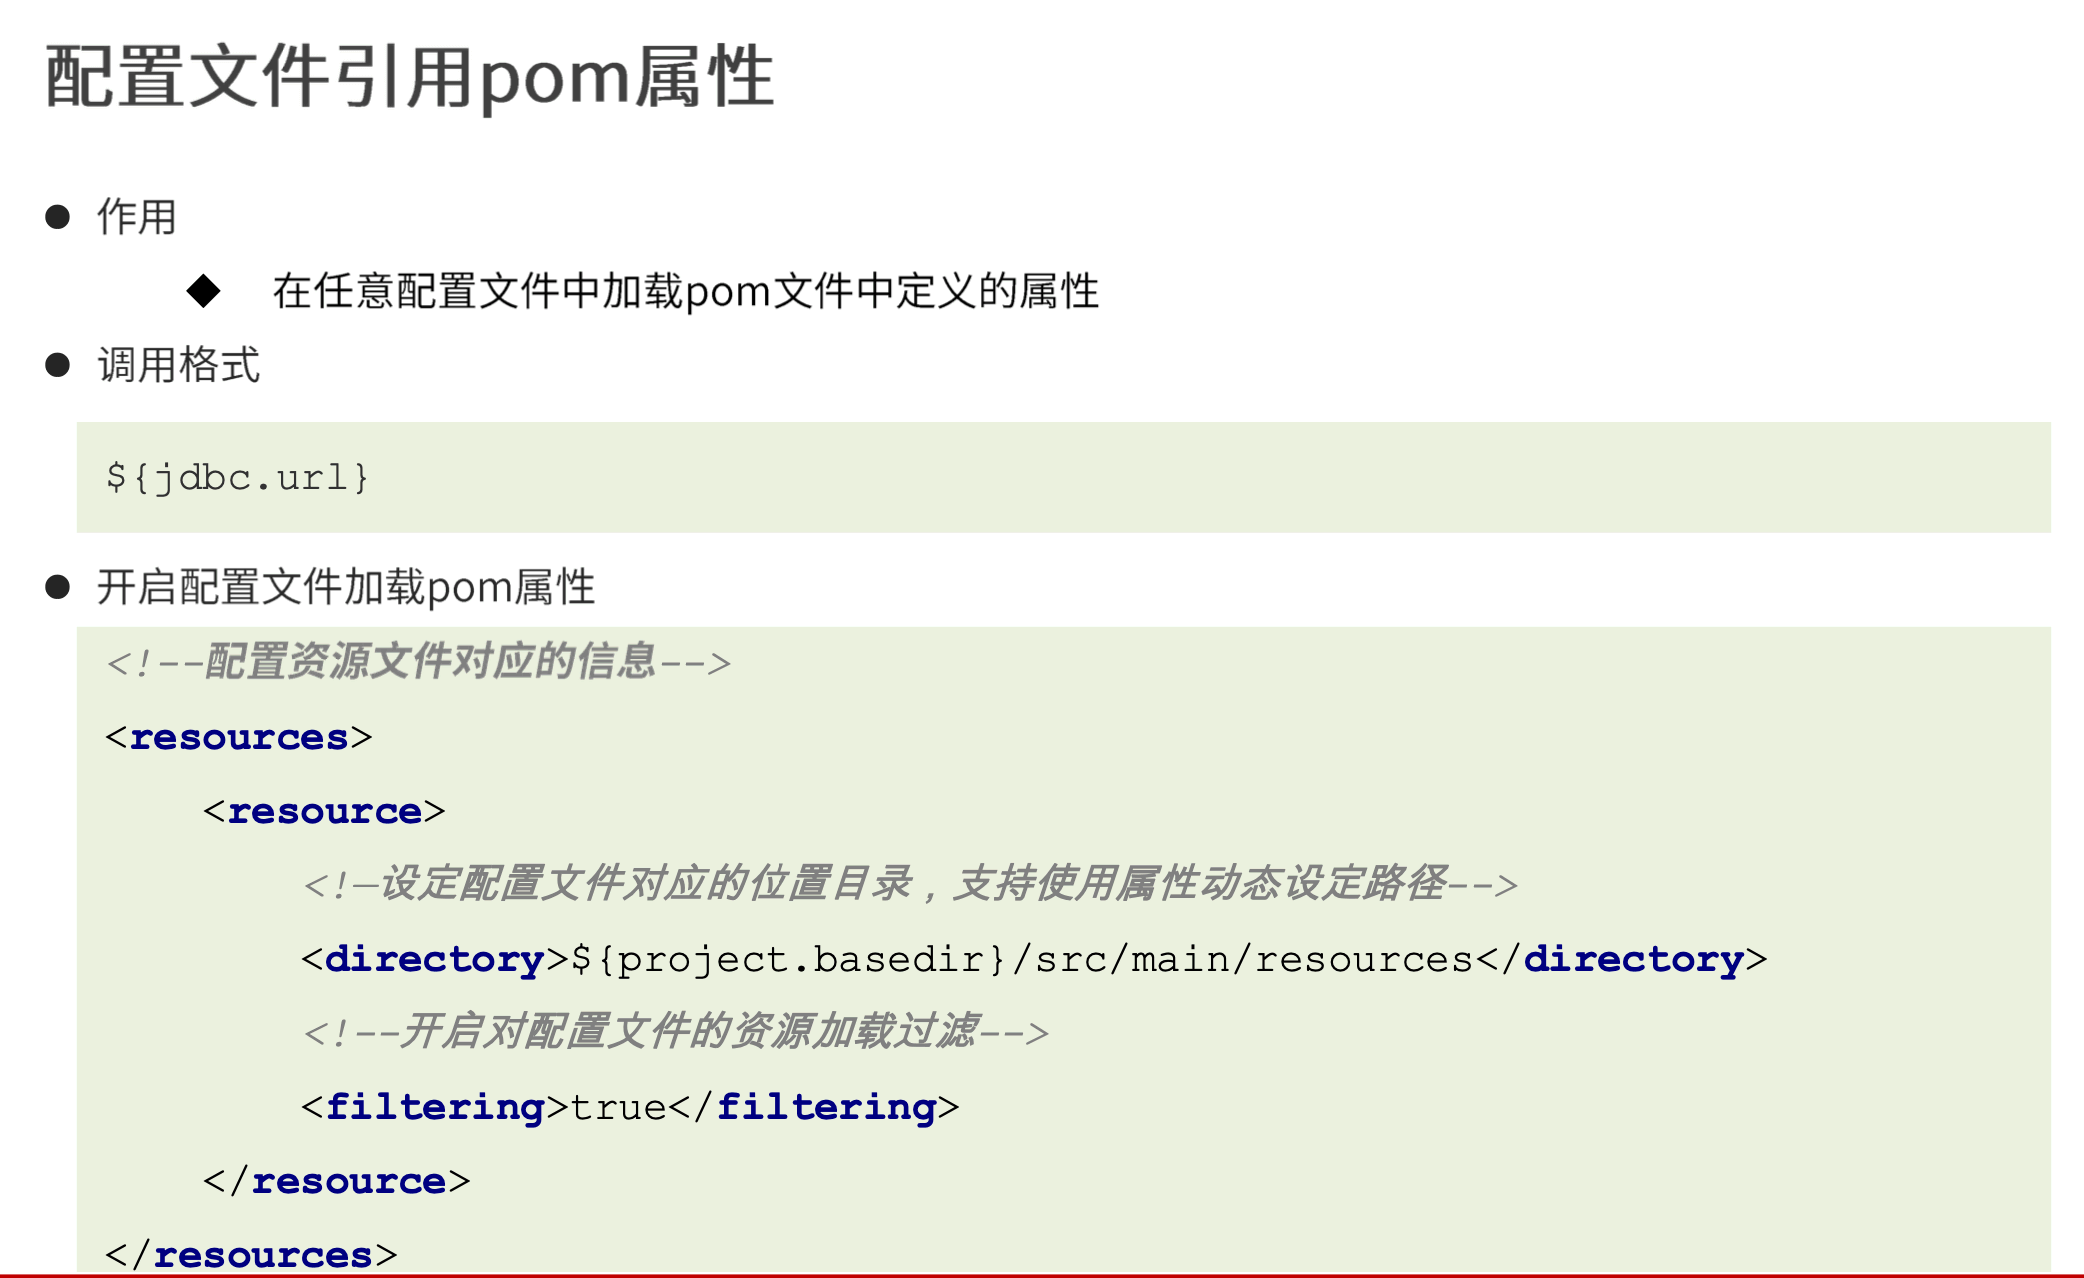 配置文件引用pom属性
● 作用
◆ 在任意配置文件中加载pom文件中定义的属性
● 调用格式
${jdbc.url}
● 开启配置文件加载pom属性
<!--配置资源文件对应的信息-->
<resources>
<resource>
<!—设定配置文件对应的位置目录，支持使用属性动态设定路径-->
<directory>${project.basedir}/src/main/resources</directory>
<!--开启对配置文件的资源加载过滤-->
<filtering>true</filtering>
</resource>
</resources>